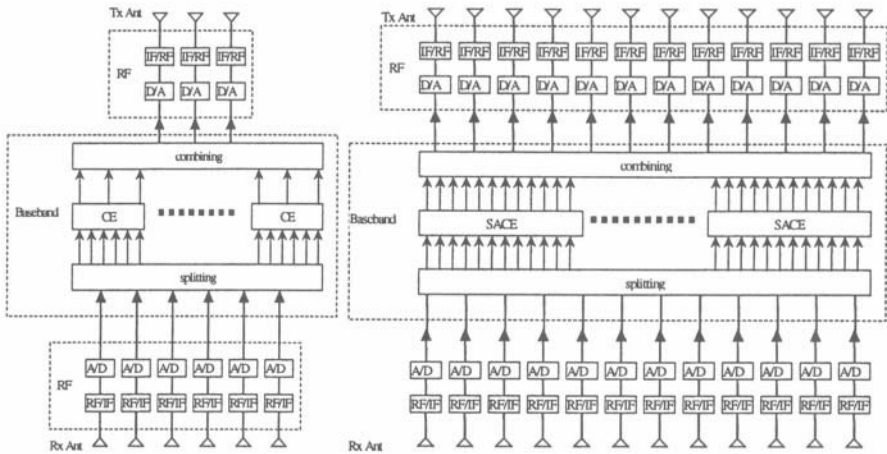 Tx Ant
IF/RF IF/RF IF/RF
RF
D/A D/A D/A
combining
Baseband
CE CE
splitting
A/D A/D A/D A/D A/D A/D
RF
RF/IF RF/IF RF/IF RF/IF RF/IF RF/IF
Rx Ant
Tx Ant
IF/RF IF/RF IF/RF IF/RF IF/RF IF/RF IF/RF IF/RF IF/RF IF/RF IF/RF IF/RF
RF
D/A D/A D/A D/A D/A D/A D/A D/A D/A D/A D/A D/A
combining
Baseband
SACE SACE
splitting
A/D A/D A/D A/D A/D A/D A/D A/D A/D A/D A/D A/D
RF/IF RF/IF RF/IF RF/IF RF/IF RF/IF RF/IF RF/IF RF/IF RF/IF RF/IF RF/IF
Rx Ant